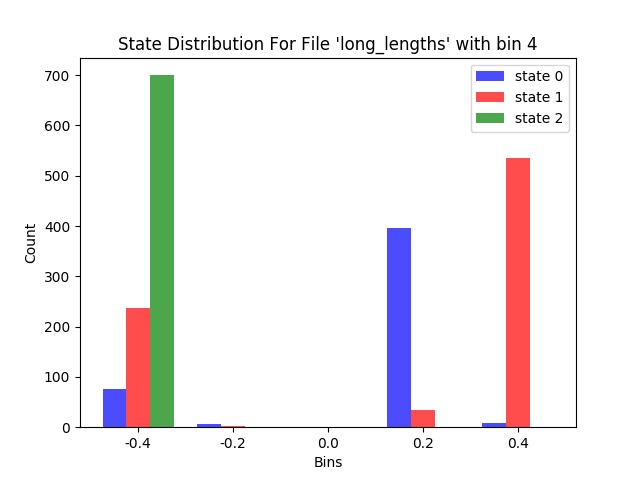 State Distribution For File 'long_lengths' with bin 4
700
600
500
400
300
200
100
0
Count
state 0
state 1
state 2
-0.4
-0.2
0.0
0.2
0.4
Bins